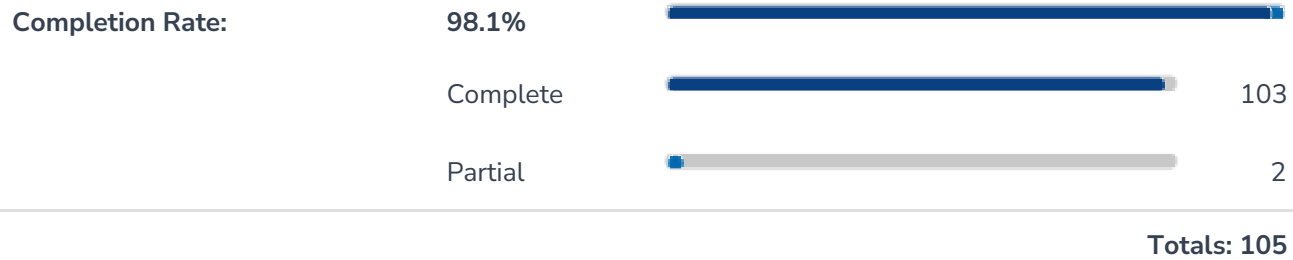 Completion Rate: 98.1%
Complete 103
Partial 2
Totals: 105